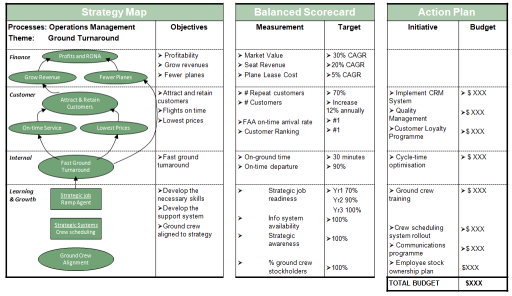 Strategy Map
Balanced Scorecard
Action Plan
Processes: Operations Management
Theme: Ground Turnaround
Objectives
Measurement
Target
Initiative
Budget
Finance
Profits and RONA
Grow Revenue
Fewer Planes
➤ Profitability
➤ Grow revenues
➤ Fewer planes
➤ Market Value
➤ Seat Revenue
➤ Plane Lease Cost
➤ 30% CAGR
➤20% CAGR
➤5% CAGR
Customer
Attract & Retain
Customers
On-time Service
Lowest Prices
➤Attract and retain
customers
➤Flights on time
➤ Lowest prices
➤ # Repeat customers
➤ # Customers
➤FAA on-time arrival rate
➤ Customer Ranking
➤ 70%
➤ Increase
12% annually
➤ #1
➤ #1
➤ Implement CRM
System
➤ Quality
Management
➤Customer Loyalty
Programme
➤ $ XXX
➤$ XXX
➤$ XXX
Internal
Fast Ground
Turnaround
➤ Fast ground
turnaround
➤ On-ground time
➤ On-time departure
➤ 30 minutes
➤ 90%
➤ Cycle-time
optimisation
➤ $ XXX
Learning
& Growth
Strategic job
Ramp Agent
Strategic Systems
Crew scheduling
Ground Crew
Alignment
➤ Develop the
necessary skills
➤ Develop the
support system
➤ Ground crew
aligned to strategy
➤ Strategic job
readiness
➤ Info system
availability
➤ Strategic
awareness
➤ % ground crew
stockholders
➤ Yr1 70%
Yr2 90%
Yr3 100%
➤100%
➤100%
➤100%
➤ Ground crew
training
➤Crew scheduling
system rollout
➤ Communications
programme
➤ Employee stock
ownership plan
➤ $ XXX
➤$ XXX
➤$ XXX
➤$XXX
TOTAL BUDGET
$XXX